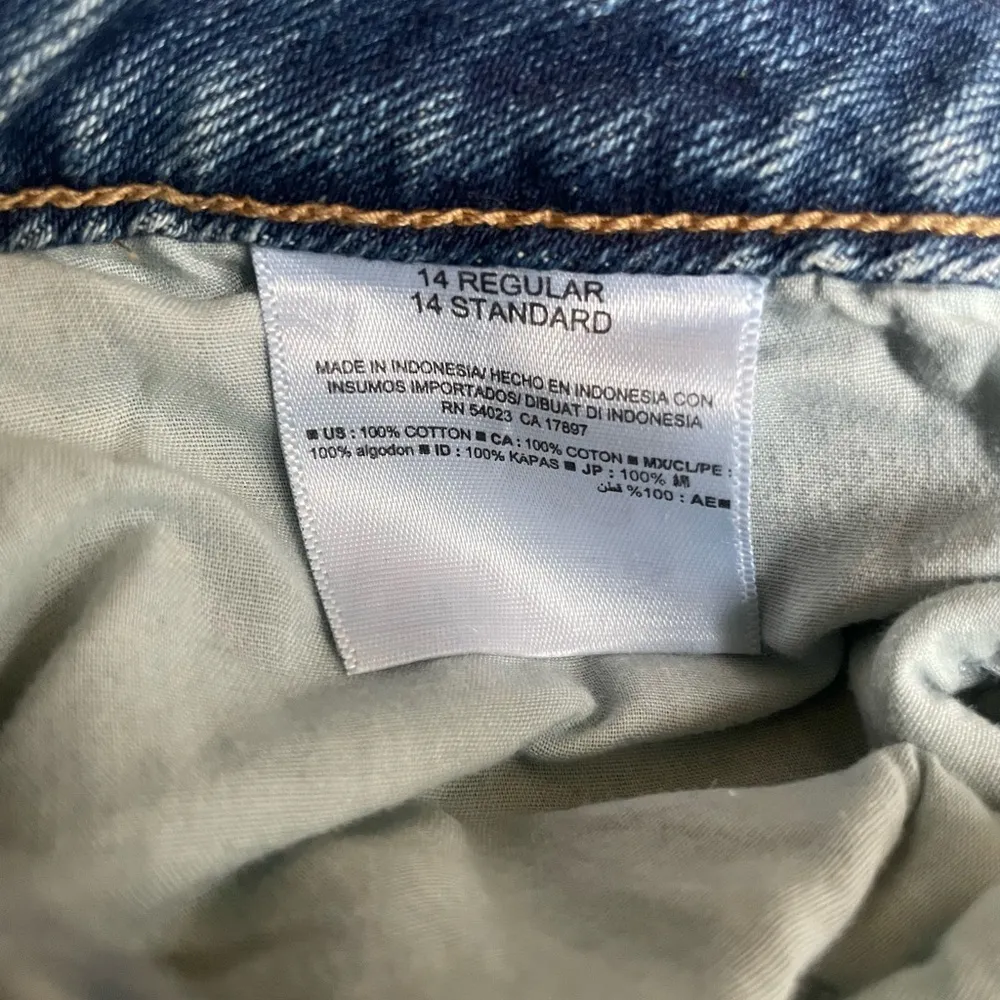 14 REGULAR
14 STANDARD
MADE IN INDONESIA/ HECHO EN INDONESIA CON
INSUMOS IMPORTADOS/ DIBUAT DI INDONESIA
RN 54023 CA 17897
■ US : 100% COTTON ■ CA : 100% COTON ■ MX/CL/PE :
100% algodon ■ ID : 100% KAPAS ■ JP : 100% 綿
■AE : 100% قطن